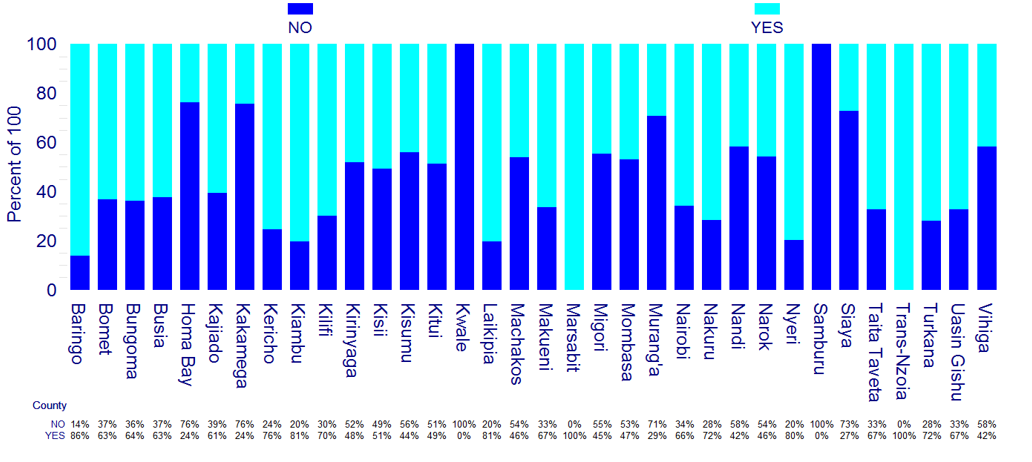 NO YES
100
80
60
40
20
0
Percent of 100
Baringo
Bomet
Bungoma
Busia
Homa Bay
Kajiado
Kakamega
Kericho
Kiambu
Kilifi
Kirinyaga
Kisii
Kisumu
Kitui
Kwale
Laikipia
Machakos
Makueni
Marsabit
Migori
Mombasa
Murang'a
Nairobi
Nakuru
Nandi
Narok
Nyeri
Samburu
Siaya
Taita Taveta
Trans-Nzoia
Turkana
Uasin Gishu
Vihiga
County
NO 14% 37% 36% 37% 76% 39% 76% 24% 20% 30% 52% 49% 56% 51% 100% 20% 54% 33% 0% 55% 53% 71% 34% 28% 58% 54% 20% 100% 73% 33% 0% 28% 33% 58%
YES 86% 63% 64% 63% 24% 61% 24% 76% 81% 70% 48% 51% 44% 49% 0% 81% 46% 67% 100% 45% 47% 29% 66% 72% 42% 46% 80% 0% 27% 67% 100% 72% 67% 42%